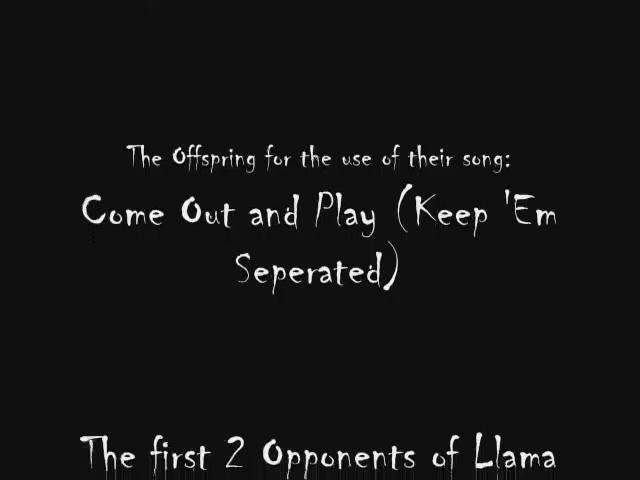 The Offspring for the use of their song:
Come Out and Play (Keep 'Em
Seperated)
The first 2 Opponents of Llama